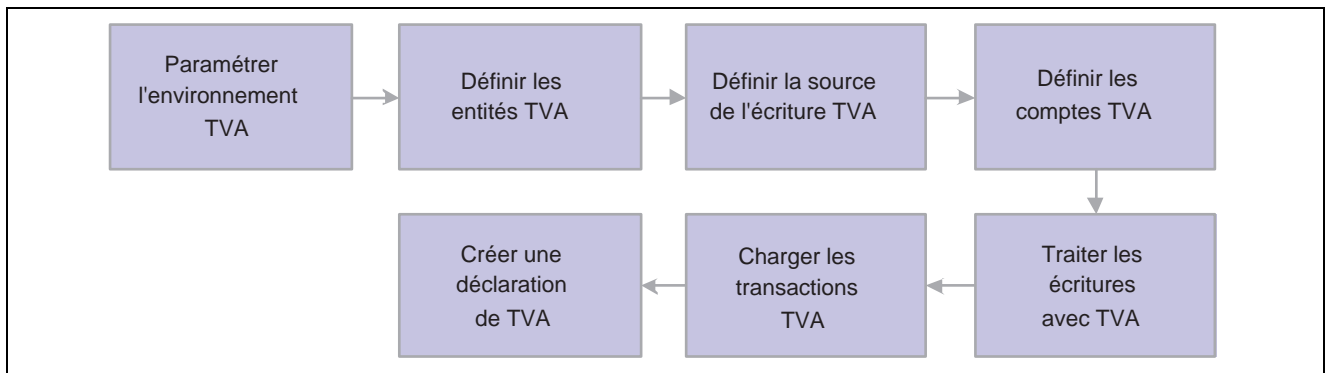 Paramétrer
l'environnement
TVA
Définir les
entités TVA
Définir la source
de l'écriture TVA
Définir les
comptes TVA
Traiter les
écritures
avec TVA
Charger les
transactions
TVA
Créer une
déclaration
de TVA